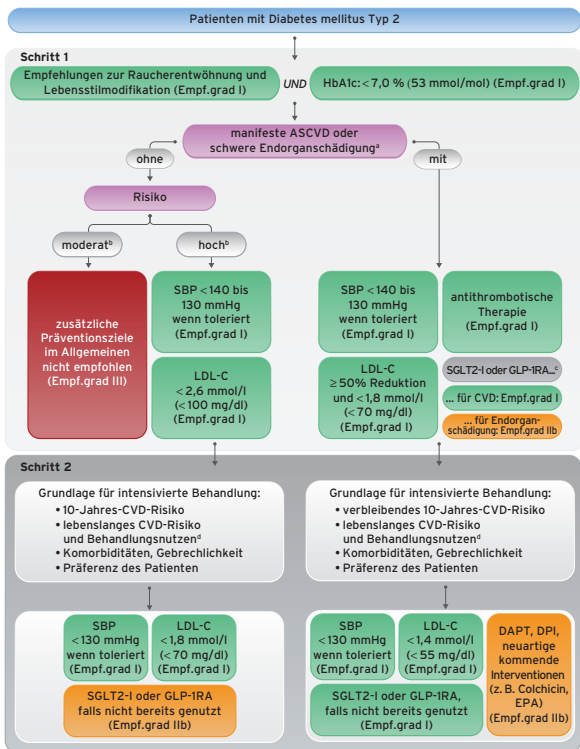 Patienten mit Diabetes mellitus Typ 2
Schritt 1
Empfehlungen zur Raucherentwöhnung und
Lebensstilmodifikation (Empf.grad I)
UND
HbA1c: < 7,0 % (53 mmol/mol) (Empf.grad I)
manifeste ASCVD oder
schwere Endorganschädigungᵃ
ohne
mit
Risiko
moderatᵇ
hochᵇ
zusätzliche
Präventionsziele
im Allgemeinen
nicht empfohlen
(Empf.grad III)
SBP < 140 bis
130 mmHg
wenn toleriert
(Empf.grad I)
LDL-C
< 2,6 mmol/l
(< 100 mg/dl)
(Empf.grad I)
SBP < 140 bis
130 mmHg
wenn toleriert
(Empf.grad I)
LDL-C
≥ 50% Reduktion
und < 1,8 mmol/l
(< 70 mg/dl)
(Empf.grad I)
antithrombotische
Therapie
(Empf.grad I)
SGLT2-I oder GLP-1RA...ᶜ
... für CVD: Empf.grad I
... für Endorgan-
schädigung: Empf.grad IIb
Schritt 2
Grundlage für intensivierte Behandlung:
• 10-Jahres-CVD-Risiko
• lebenslanges CVD-Risiko
und Behandlungsnutzenᵈ
• Komorbiditäten, Gebrechlichkeit
• Präferenz des Patienten
Grundlage für intensivierte Behandlung:
• verbleibendes 10-Jahres-CVD-Risiko
• lebenslanges CVD-Risiko
und Behandlungsnutzenᵈ
• Komorbiditäten, Gebrechlichkeit
• Präferenz des Patienten
SBP
< 130 mmHg
wenn toleriert
(Empf.grad I)
LDL-C
< 1,8 mmol/l
(< 70 mg/dl)
(Empf.grad I)
SGLT2-I oder GLP-1RA
falls nicht bereits genutzt
(Empf.grad IIb)
SBP
< 130 mmHg
wenn toleriert
(Empf.grad I)
LDL-C
< 1,4 mmol/l
(< 55 mg/dl)
(Empf.grad I)
SGLT2-I oder GLP-1RA,
falls nicht bereits genutzt
(Empf.grad I)
DAPT, DPI,
neuartige
kommende
Interventionen
(z. B. Colchicin,
EPA)
(Empf.grad IIb)